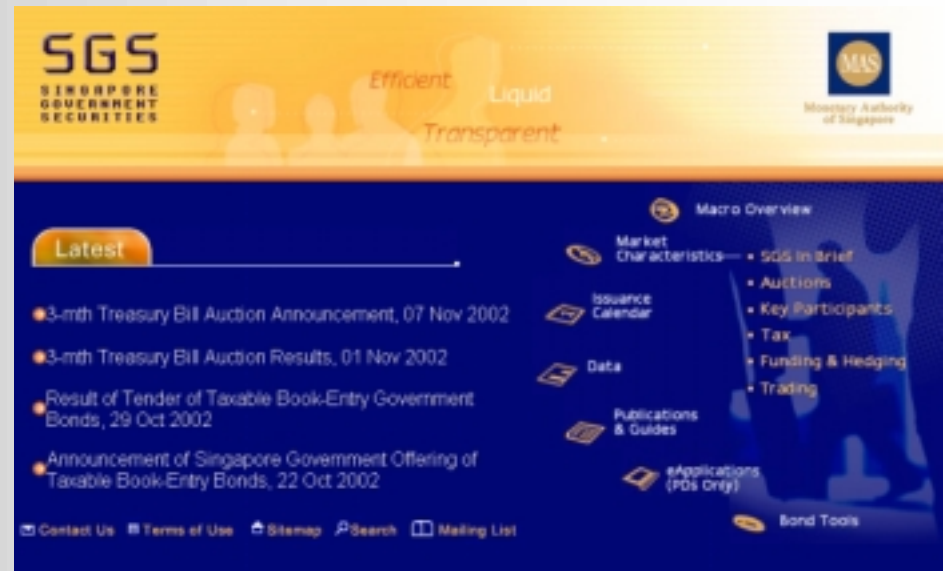 SGS
SINGAPORE
GOVERNMENT
SECURITIES
Efficient
Liquid
Transparent
MAS
Monetary Authority
of Singapore
Latest
3-mth Treasury Bill Auction Announcement, 07 Nov 2002
3-mth Treasury Bill Auction Results, 01 Nov 2002
Result of Tender of Taxable Book-Entry Government
Bonds, 29 Oct 2002
Announcement of Singapore Government Offering of
Taxable Book-Entry Bonds, 22 Oct 2002
Macro Overview
Market
Characteristics
SGS In Brief
Auctions
Key Participants
Tax
Funding & Hedging
Trading
Issuance
Calendar
Data
Publications
& Guides
eApplications
(PDs Only)
Bond Tools
Contact Us Terms of Use Sitemap Search Mailing List